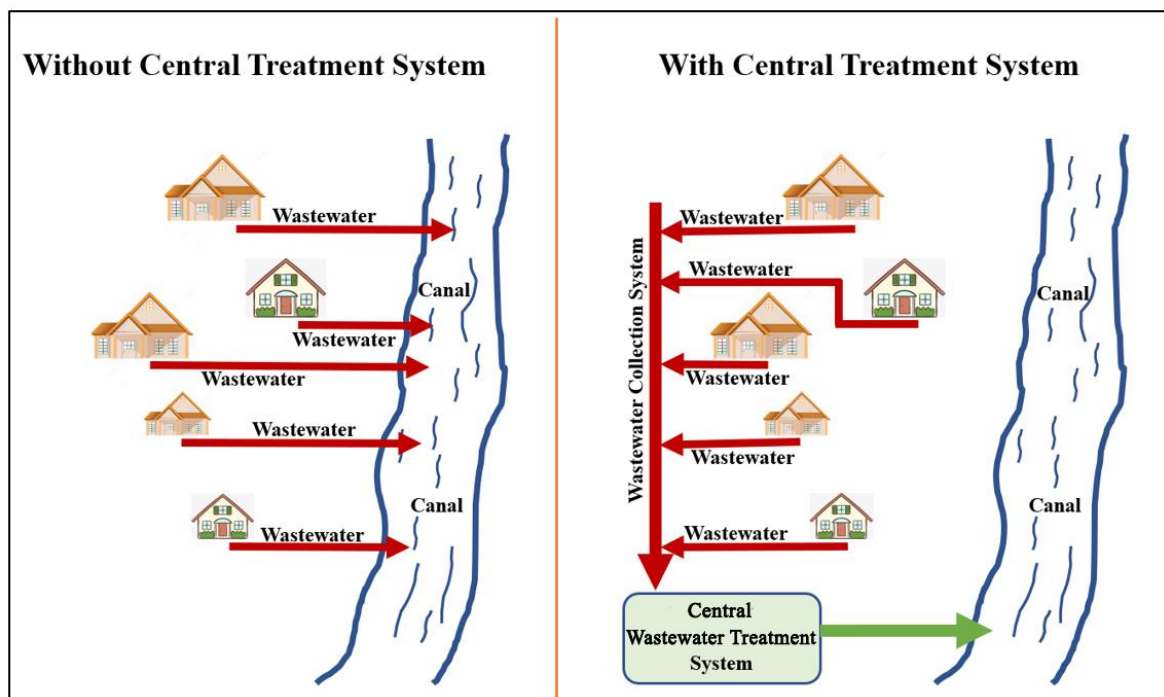 Without Central Treatment System
Wastewater
Canal
Wastewater
Wastewater
Wastewater
Canal
Wastewater
With Central Treatment System
Wastewater Collection System
Wastewater
Wastewater
Canal
Wastewater
Wastewater
Canal
Wastewater
Central
Wastewater Treatment
System